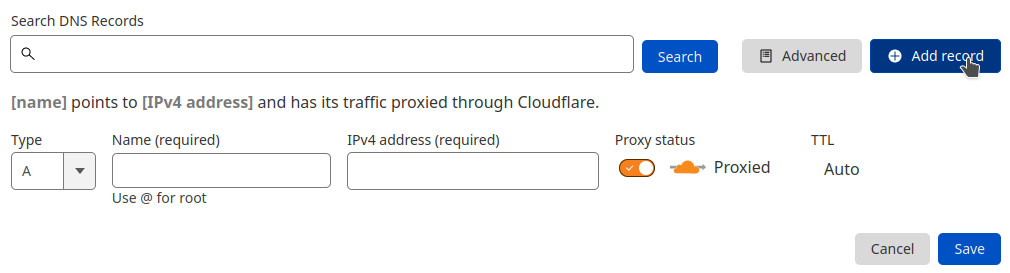 Search DNS Records
Search Advanced Add record
[name] points to [IPv4 address] and has its traffic proxied through Cloudflare.
Type Name (required) IPv4 address (required) Proxy status TTL
A Proxied Auto
Use @ for root
Cancel Save